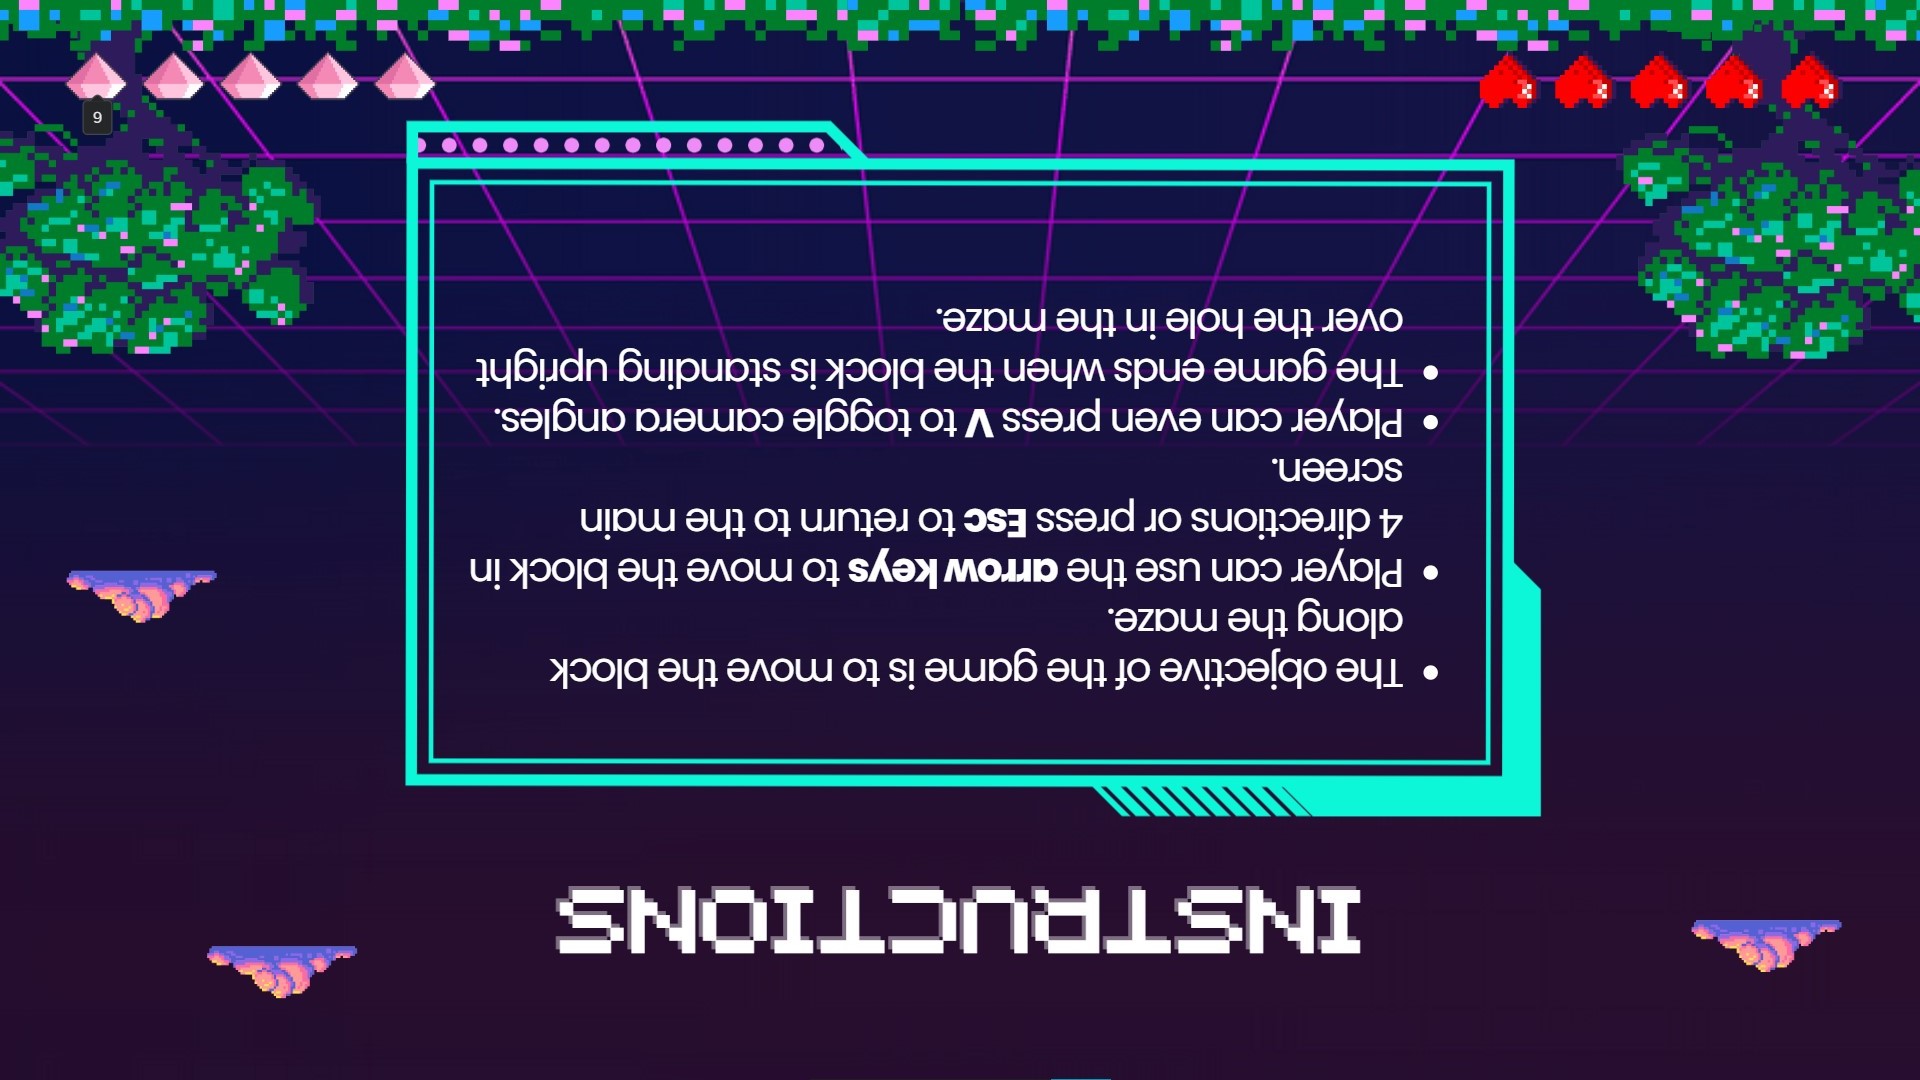 INSTRUCTIONS
• The objective of the game is to move the block
along the maze.
• Player can use the arrow keys to move the block in
4 directions or press Esc to return to the main
screen.
• Player can even press V to toggle camera angles.
• The game ends when the block is standing upright
over the hole in the maze.
9